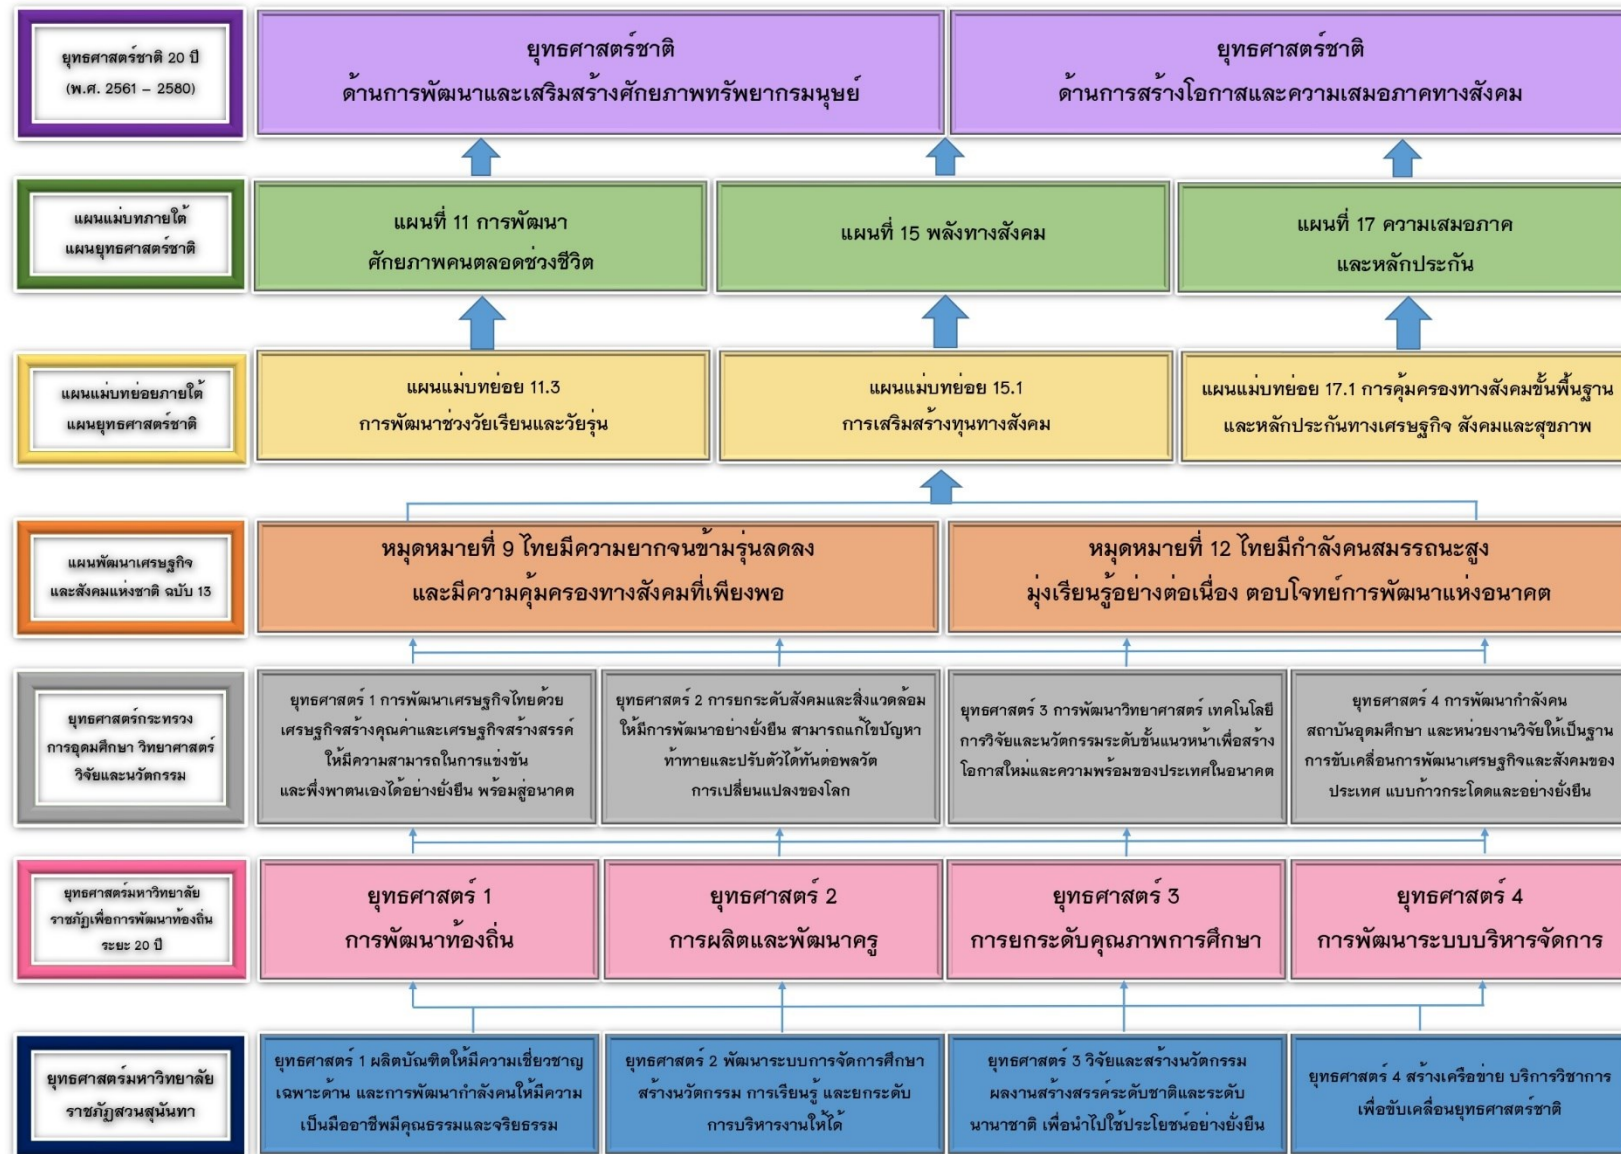 ยุทธศาสตร์ชาติ 20 ปี
(พ.ศ. 2561 – 2580)
ยุทธศาสตร์ชาติ
ด้านการพัฒนาและเสริมสร้างศักยภาพทรัพยากรมนุษย์
ยุทธศาสตร์ชาติ
ด้านการสร้างโอกาสและความเสมอภาคทางสังคม
แผนแม่บทภายใต้
แผนยุทธศาสตร์ชาติ
แผนที่ 11 การพัฒนา
ศักยภาพคนตลอดช่วงชีวิต
แผนที่ 15 พลังทางสังคม
แผนที่ 17 ความเสมอภาค
และหลักประกัน
แผนแม่บทย่อยภายใต้
แผนยุทธศาสตร์ชาติ
แผนแม่บทย่อย 11.3
การพัฒนาช่วงวัยเรียนและวัยรุ่น
แผนแม่บทย่อย 15.1
การเสริมสร้างทุนทางสังคม
แผนแม่บทย่อย 17.1 การคุ้มครองทางสังคมขั้นพื้นฐาน
และหลักประกันทางเศรษฐกิจ สังคมและสุขภาพ
แผนพัฒนาเศรษฐกิจ
และสังคมแห่งชาติ ฉบับ 13
หมุดหมายที่ 9 ไทยมีความยากจนข้ามรุ่นลดลง
และมีความคุ้มครองทางสังคมที่เพียงพอ
หมุดหมายที่ 12 ไทยมีกำลังคนสมรรถนะสูง
มุ่งเรียนรู้อย่างต่อเนื่อง ตอบโจทย์การพัฒนาแห่งอนาคต
ยุทธศาสตร์กระทรวง
การอุดมศึกษา วิทยาศาสตร์
วิจัยและนวัตกรรม
ยุทธศาสตร์ 1 การพัฒนาเศรษฐกิจไทยด้วย
เศรษฐกิจสร้างคุณค่าและเศรษฐกิจสร้างสรรค์
ให้มีความสามารถในการแข่งขัน
และพึ่งพาตนเองได้อย่างยั่งยืน พร้อมสู่อนาคต
ยุทธศาสตร์ 2 การยกระดับสังคมและสิ่งแวดล้อม
ให้มีการพัฒนาอย่างยั่งยืน สามารถแก้ไขปัญหา
ท้าทายและปรับตัวได้ทันต่อพลวัต
การเปลี่ยนแปลงของโลก
ยุทธศาสตร์ 3 การพัฒนาวิทยาศาสตร์ เทคโนโลยี
การวิจัยและนวัตกรรมระดับขั้นแนวหน้าเพื่อสร้าง
โอกาสใหม่และความพร้อมของประเทศในอนาคต
ยุทธศาสตร์ 4 การพัฒนากำลังคน
สถาบันอุดมศึกษา และหน่วยงานวิจัยให้เป็นฐาน
การขับเคลื่อนการพัฒนาเศรษฐกิจและสังคมของ
ประเทศ แบบก้าวกระโดดและอย่างยั่งยืน
ยุทธศาสตร์มหาวิทยาลัย
ราชภัฏเพื่อการพัฒนาท้องถิ่น
ระยะ 20 ปี
ยุทธศาสตร์ 1
การพัฒนาท้องถิ่น
ยุทธศาสตร์ 2
การผลิตและพัฒนาครู
ยุทธศาสตร์ 3
การยกระดับคุณภาพการศึกษา
ยุทธศาสตร์ 4
การพัฒนาระบบบริหารจัดการ
ยุทธศาสตร์มหาวิทยาลัย
ราชภัฏสวนสุนันทา
ยุทธศาสตร์ 1 ผลิตบัณฑิตให้มีความเชี่ยวชาญ
เฉพาะด้าน และการพัฒนากำลังคนให้มีความ
เป็นมืออาชีพมีคุณธรรมและจริยธรรม
ยุทธศาสตร์ 2 พัฒนาระบบการจัดการศึกษา
สร้างนวัตกรรม การเรียนรู้ และยกระดับ
การบริหารงานให้ได้
ยุทธศาสตร์ 3 วิจัยและสร้างนวัตกรรม
ผลงานสร้างสรรค์ระดับชาติและระดับ
นานาชาติ เพื่อนำไปใช้ประโยชน์อย่างยั่งยืน
ยุทธศาสตร์ 4 สร้างเครือข่าย บริการวิชาการ
เพื่อขับเคลื่อนยุทธศาสตร์ชาติ